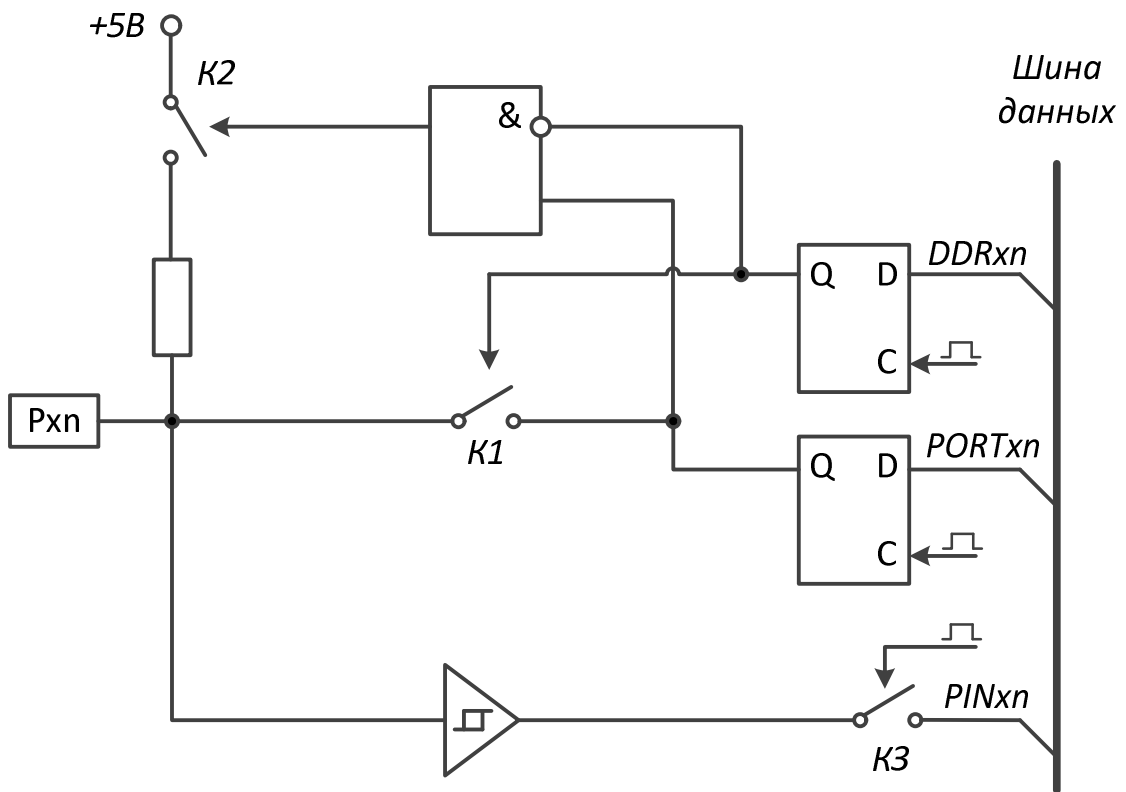 +5В
К2
&
Шина
данных
Q D
DDRxn
C
Pxn
К1
Q D
PORTxn
C
PINxn
К3